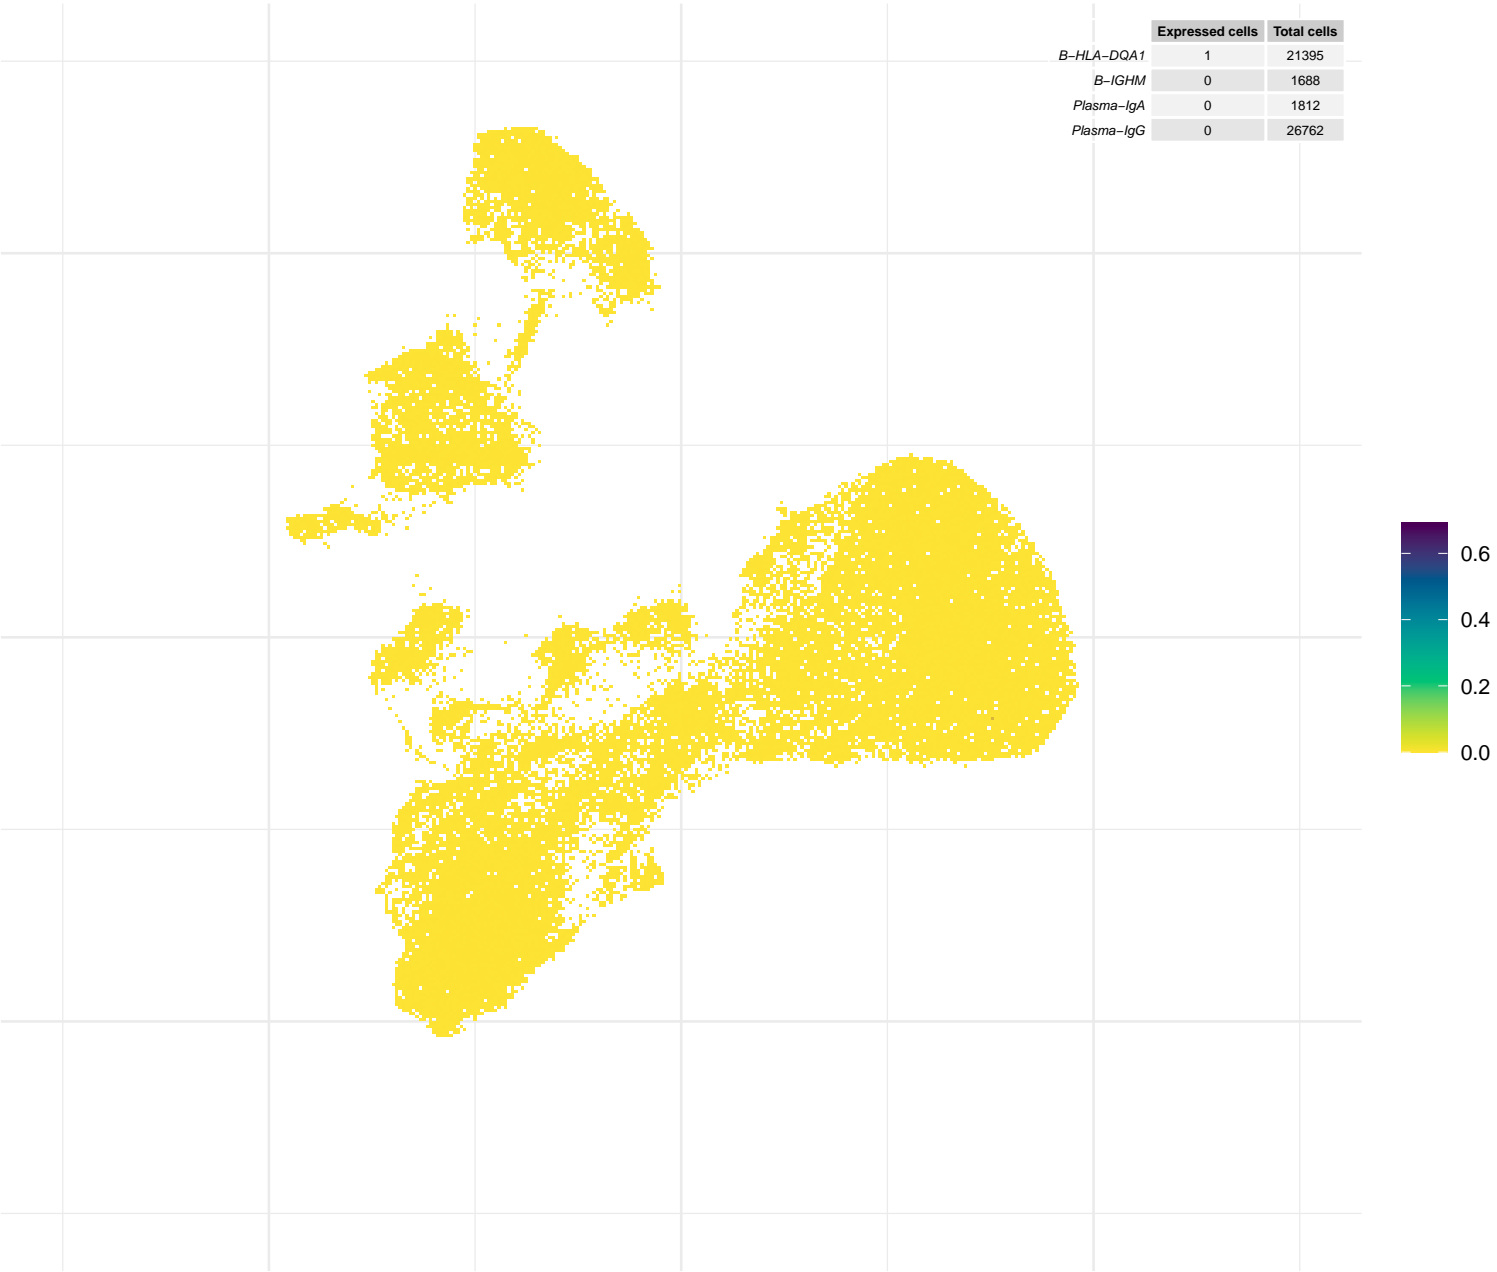 Expressed cells Total cells
B−HLA−DQA1 1 21395
B−IGHM 0 1688
Plasma−IgA 0 1812
Plasma−IgG 0 26762
0.6
0.4
0.2
0.0